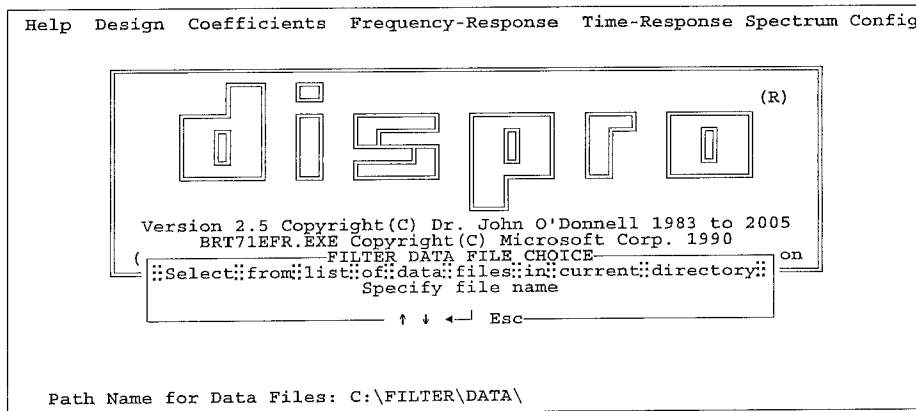 Help Design Coefficients Frequency-Response Time-Response Spectrum Config
dispro (R)
Version 2.5 Copyright(C) Dr. John O'Donnell 1983 to 2005
BRT71EFR.EXE Copyright(C) Microsoft Corp. 1990
( FILTER DATA FILE CHOICE on
Select from list of data files in current directory
Specify file name
↑ ↓ ◄┘ Esc
Path Name for Data Files: C:\FILTER\DATA\